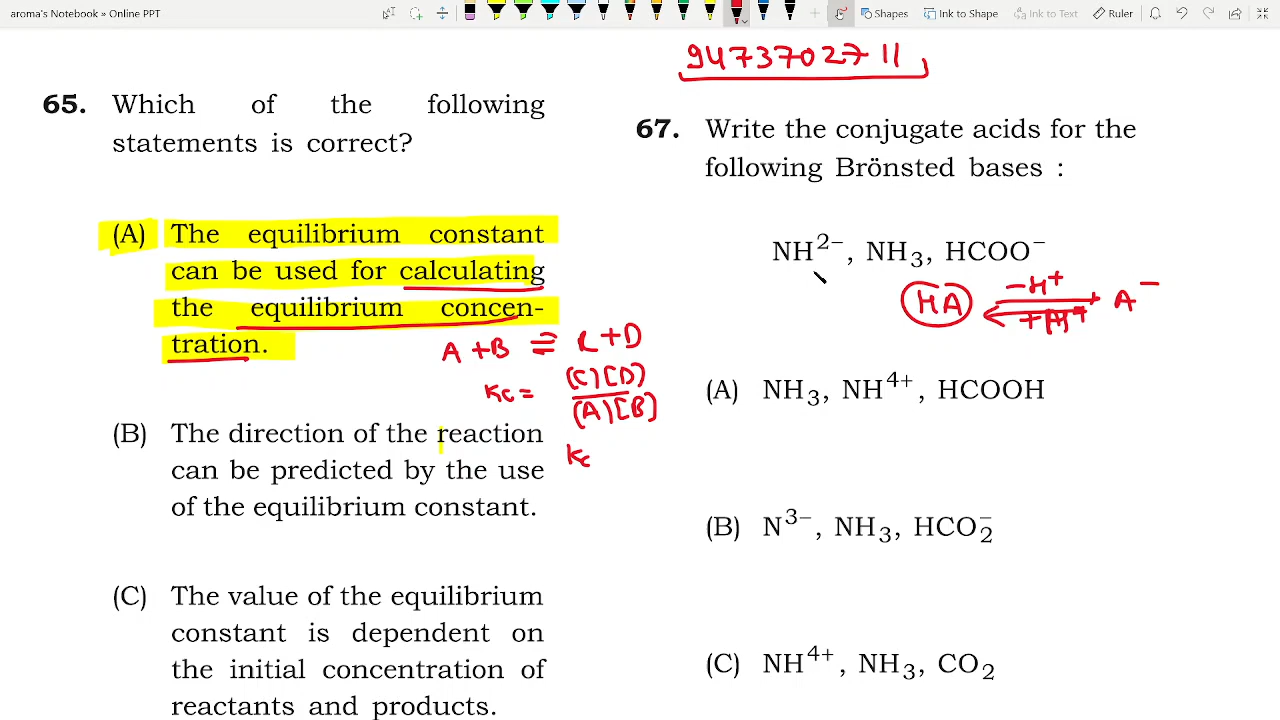 aroma's Notebook » Online PPT
Shapes
Ink to Shape
Ink to Text
Ruler
65. Which of the following
statements is correct?
(A) The equilibrium constant
can be used for calculating
the equilibrium concen-
tration.
A + B ⇌ C + D
Kc = (C)[D]
(A)[B]
Kc
(B) The direction of the reaction
can be predicted by the use
of the equilibrium constant.
(C) The value of the equilibrium
constant is dependent on
the initial concentration of
reactants and products.
9473702711
67. Write the conjugate acids for the
following Brönsted bases :
NH²⁻, NH₃, HCOO⁻
HA −H⁺ A⁻
(A) NH₃, NH⁴⁺, HCOOH
(B) N³⁻, NH₃, HCO₂⁻
(C) NH⁴⁺, NH₃, CO₂